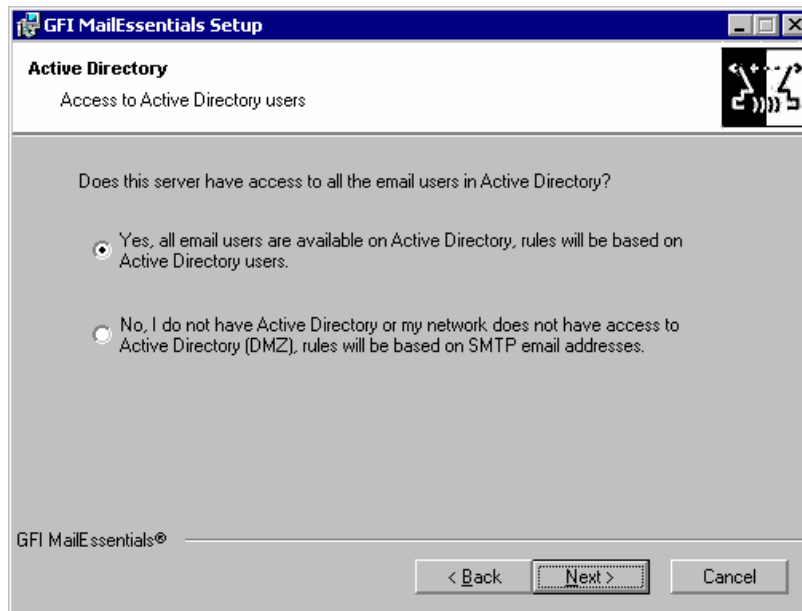 GFI MailEssentials Setup
Active Directory
Access to Active Directory users
Does this server have access to all the email users in Active Directory?
Yes, all email users are available on Active Directory, rules will be based on
Active Directory users.
No, I do not have Active Directory or my network does not have access to
Active Directory (DMZ), rules will be based on SMTP email addresses.
GFI MailEssentials®
< Back
Next >
Cancel